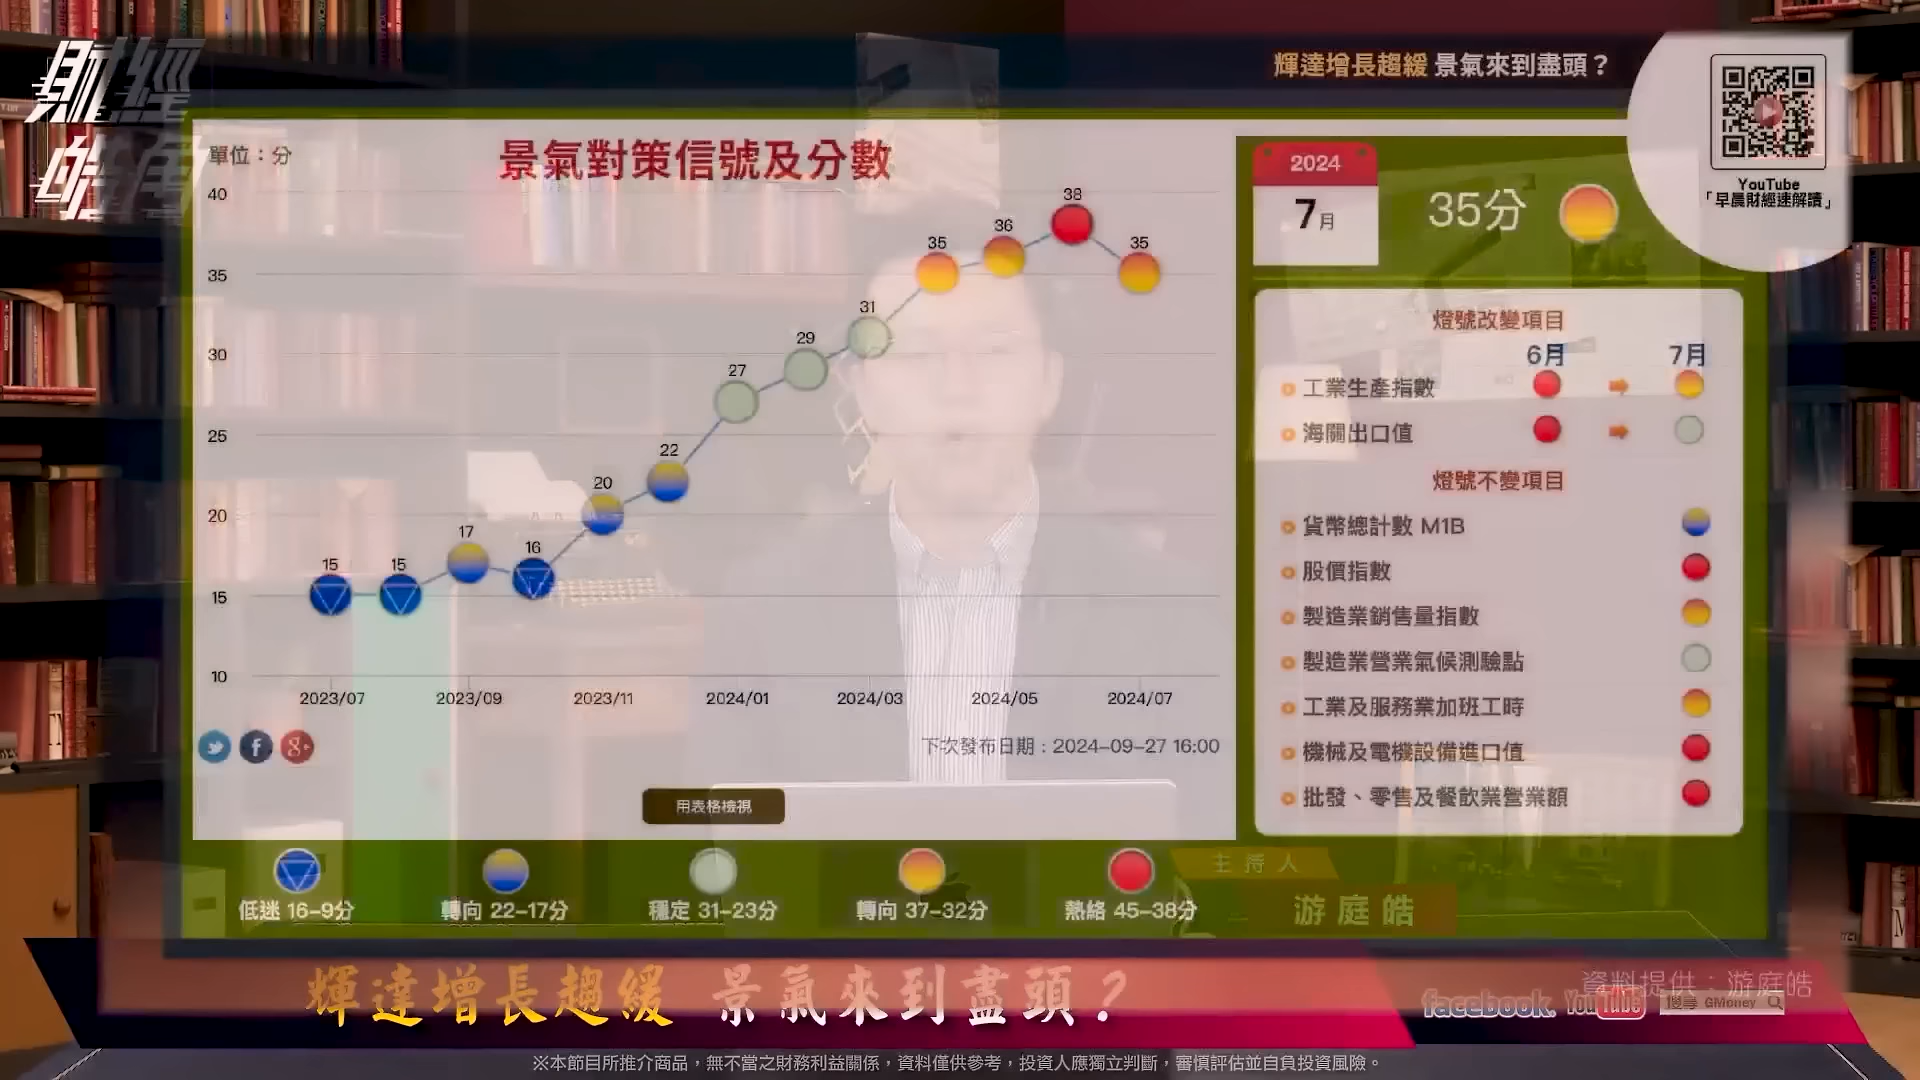 財經
皓角
輝達增長趨緩 景氣來到盡頭？
YouTube
「早晨財經速解讀」
單位：分
景氣對策信號及分數
40
35
30
25
20
15
10
15
15
17
16
20
22
27
29
31
35
36
38
35
2023/07
2023/09
2023/11
2024/01
2024/03
2024/05
2024/07
下次發布日期：2024-09-27 16:00
用表格檢視
2024
7月
35分
燈號改變項目
6月 7月
工業生產指數
海關出口值
燈號不變項目
貨幣總計數 M1B
股價指數
製造業銷售量指數
製造業營業氣候測驗點
工業及服務業加班工時
機械及電機設備進口值
批發、零售及餐飲業營業額
低迷 16-9分
轉向 22-17分
穩定 31-23分
轉向 37-32分
熱絡 45-38分
主持人
游庭皓
輝達增長趨緩 景氣來到盡頭？
資料提供：游庭皓
facebook. YouTube 搜尋 GMoney
※本節目所推介商品，無不當之財務利益關係，資料僅供參考，投資人應獨立判斷，審慎評估並自負投資風險。